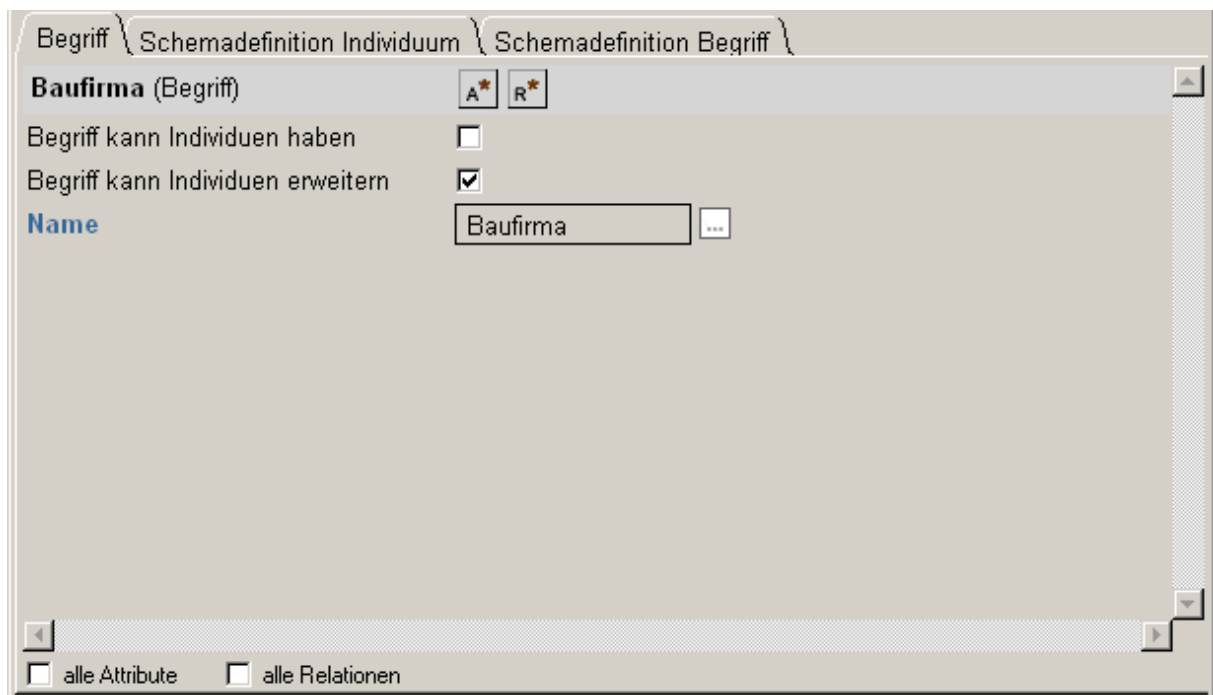 Begriff Schemadefinition Individuum Schemadefinition Begriff
Baufirma (Begriff) A* R*
Begriff kann Individuen haben
Begriff kann Individuen erweitern
Name Baufirma ...
alle Attribute alle Relationen